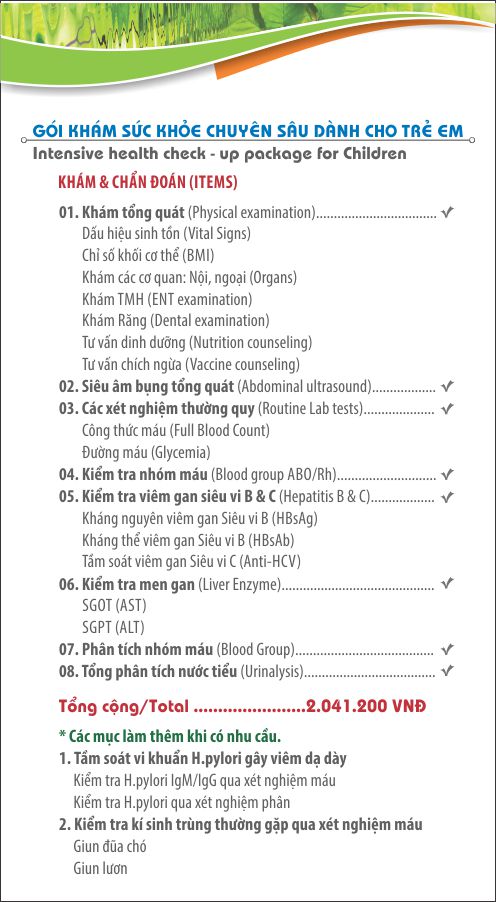 GÓI KHÁM SỨC KHỎE CHUYÊN SÂU DÀNH CHO TRẺ EM
Intensive health check - up package for Children
KHÁM & CHẨN ĐOÁN (ITEMS)
01. Khám tổng quát (Physical examination).................................. √
Dấu hiệu sinh tồn (Vital Signs)
Chỉ số khối cơ thể (BMI)
Khám các cơ quan: Nội, ngoại (Organs)
Khám TMH (ENT examination)
Khám Răng (Dental examination)
Tư vấn dinh dưỡng (Nutrition counseling)
Tư vấn chích ngừa (Vaccine counseling)
02. Siêu âm bụng tổng quát (Abdominal ultrasound).................. √
03. Các xét nghiệm thường quy (Routine Lab tests).................... √
Công thức máu (Full Blood Count)
Đường máu (Glycemia)
04. Kiểm tra nhóm máu (Blood group ABO/Rh)............................ √
05. Kiểm tra viêm gan siêu vi B & C (Hepatitis B & C).................. √
Kháng nguyên viêm gan Siêu vi B (HBsAg)
Kháng thể viêm gan Siêu vi B (HBsAb)
Tầm soát viêm gan Siêu vi C (Anti-HCV)
06. Kiểm tra men gan (Liver Enzyme)........................................... √
SGOT (AST)
SGPT (ALT)
07. Phân tích nhóm máu (Blood Group)....................................... √
08. Tổng phân tích nước tiểu (Urinalysis)..................................... √
Tổng cộng/Total .......................2.041.200 VNĐ
* Các mục làm thêm khi có nhu cầu.
1. Tầm soát vi khuẩn H.pylori gây viêm dạ dày
Kiểm tra H.pylori IgM/IgG qua xét nghiệm máu
Kiểm tra H.pylori qua xét nghiệm phân
2. Kiểm tra kí sinh trùng thường gặp qua xét nghiệm máu
Giun đũa chó
Giun lươn